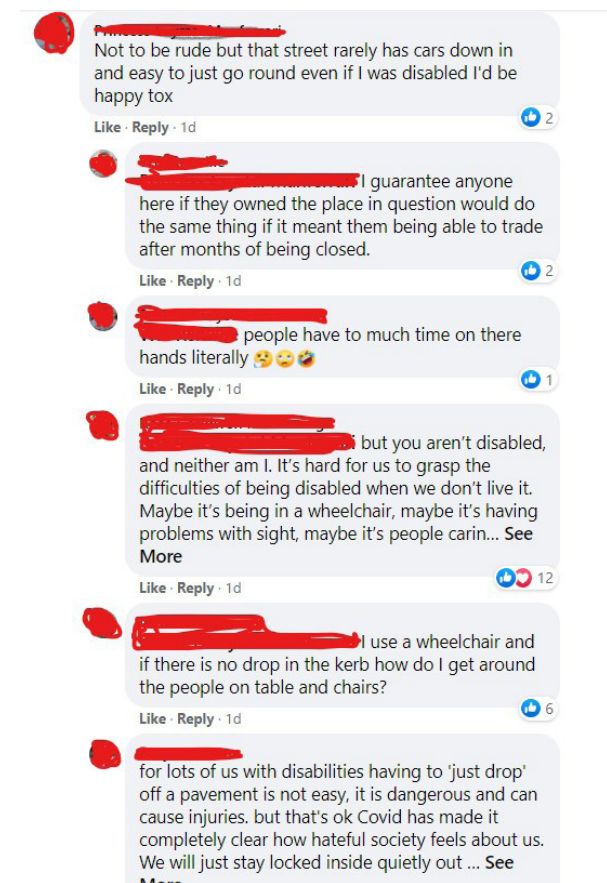 Not to be rude but that street rarely has cars down in
and easy to just go round even if I was disabled I'd be
happy tox
2
Like · Reply · 1d
I guarantee anyone
here if they owned the place in question would do
the same thing if it meant them being able to trade
after months of being closed.
2
Like · Reply · 1d
people have to much time on there
hands literally 🤔🙄🤣
1
Like · Reply · 1d
but you aren't disabled,
and neither am I. It's hard for us to grasp the
difficulties of being disabled when we don't live it.
Maybe it's being in a wheelchair, maybe it's having
problems with sight, maybe it's people carin... See
More
12
Like · Reply · 1d
I use a wheelchair and
if there is no drop in the kerb how do I get around
the people on table and chairs?
6
Like · Reply · 1d
for lots of us with disabilities having to 'just drop'
off a pavement is not easy, it is dangerous and can
cause injuries. but that's ok Covid has made it
completely clear how hateful society feels about us.
We will just stay locked inside quietly out ... See
More